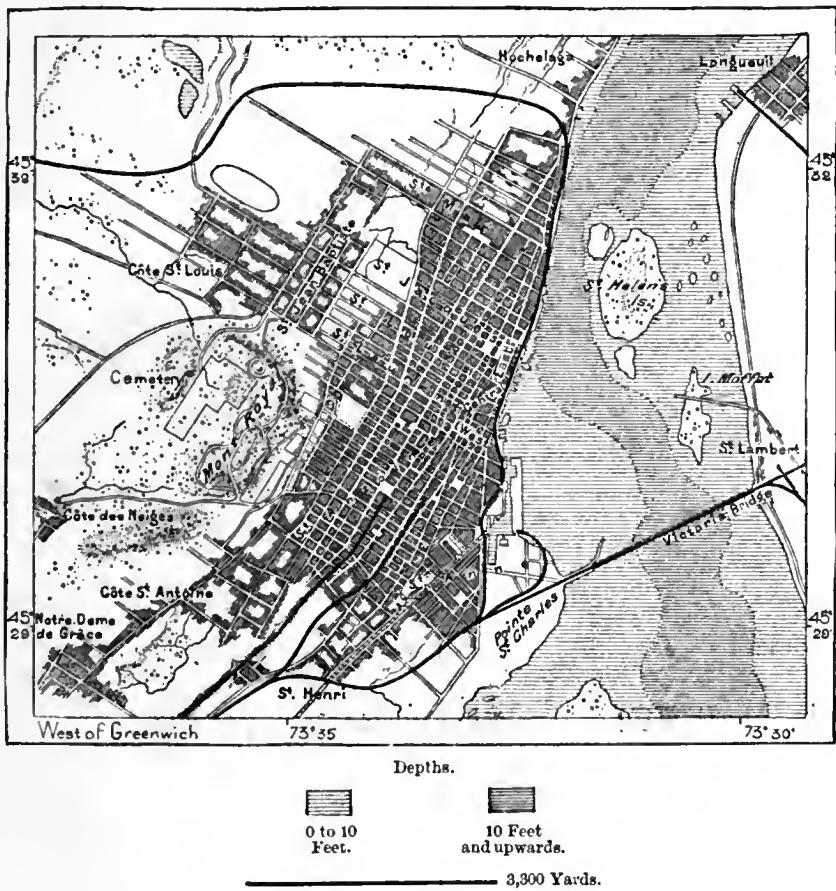 Hochelaga
Longueuil
45°
32'
45°
32'
Côte St. Louis
St. Jean Baptiste
St. Helens
Is.
Cemetery
Mont Royal
I. Moffat
St. Lambert
Côte des Neiges
Victoria Bridge
Côte St. Antoine
Notre-Dame
de Grâce
Pointe
St. Charles
45°
29'
45°
29'
St. Henri
West of Greenwich
73°35
73°30'
Depths.
0 to 10
Feet.
10 Feet
and upwards.
3,300 Yards.